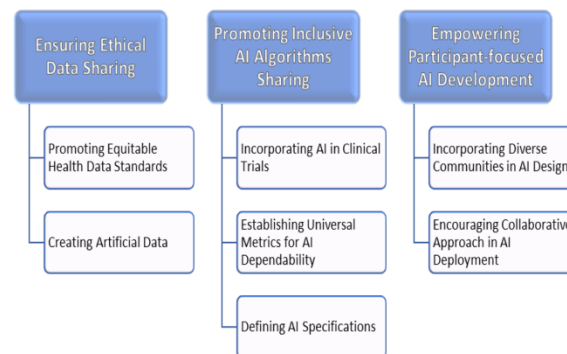 Ensuring Ethical
Data Sharing
Promoting Equitable
Health Data Standards
Creating Artificial Data
Promoting Inclusive
AI Algorithms
Sharing
Incorporating AI in Clinical
Trials
Establishing Universal
Metrics for AI
Dependability
Defining AI Specifications
Empowering
Participant-focused
AI Development
Incorporating Diverse
Communities in AI Design
Encouraging Collaborative
Approach in AI
Deployment